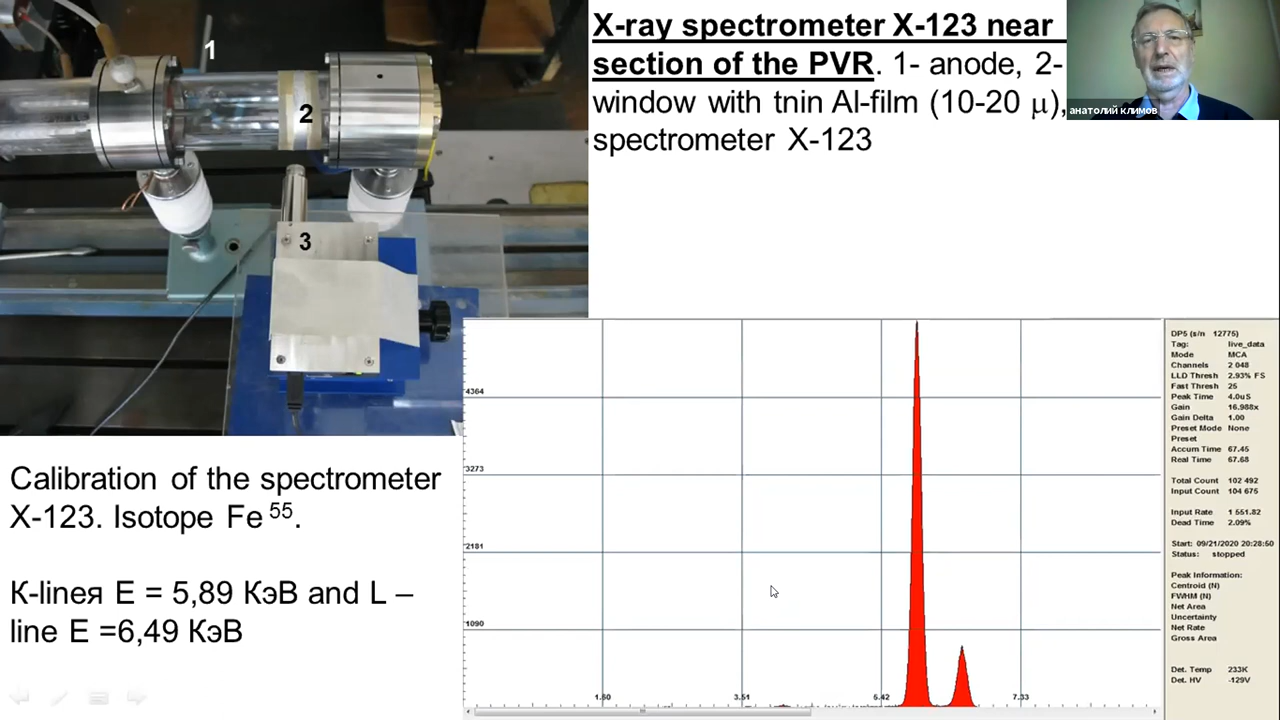 1
2
3
X-ray spectrometer X-123 near
section of the PVR. 1- anode, 2-
window with tnin Al-film (10-20 μ),
spectrometer X-123
анатолий климов
Calibration of the spectrometer
X-123. Isotope Fe 55.
К-lineя E = 5,89 КэВ and L –
line E =6,49 КэВ
4364
3273
2181
1090
1.60
3.51
5.42
7.33
DP5 (s/n 12775)
Tag: live_data
Mode MCA
Channels 2 048
LLD Thresh 2.93% FS
Fast Thresh 25
Peak Time 4.0uS
Gain 16.988x
Gain Delta 1.00
Preset Mode None
Preset
Accum Time 67.45
Real Time 67.68
Total Count 102 492
Input Count 104 675
Input Rate 1 551.82
Dead Time 2.09%
Start: 09/21/2020 20:28:50
Status: stopped
Peak Information:
Centroid (N)
FWHM (N)
Net Area
Uncertainty
Net Rate
Gross Area
Det. Temp 233K
Det. HV -129V